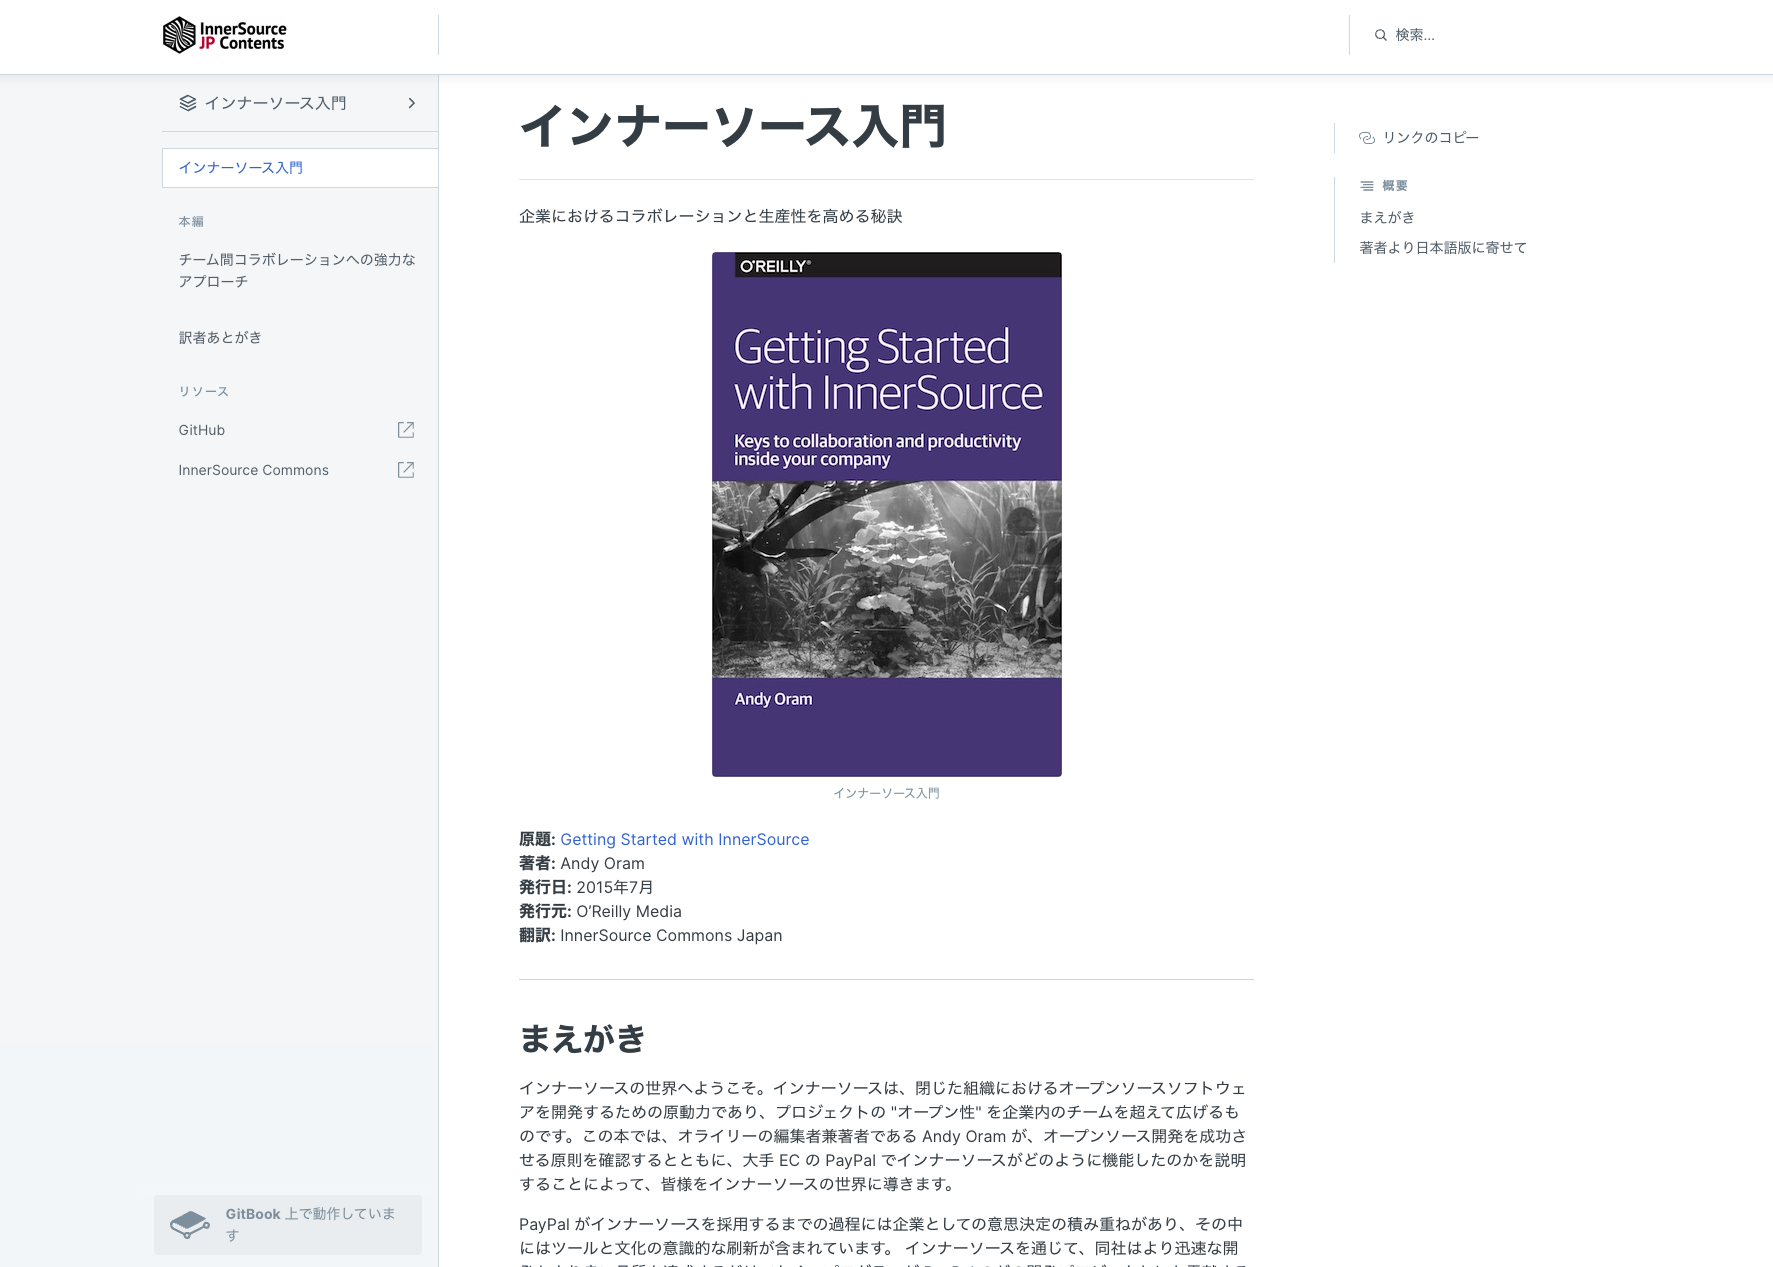 InnerSource
JP Contents
検索...
インナーソース入門
インナーソース入門
本編
チーム間コラボレーションへの強力な
アプローチ
訳者あとがき
リソース
GitHub
InnerSource Commons
GitBook 上で動作していま
す
インナーソース入門
企業におけるコラボレーションと生産性を高める秘訣
O'REILLY®
Getting Started
with InnerSource
Keys to collaboration and productivity
inside your company
Andy Oram
インナーソース入門
原題: Getting Started with InnerSource
著者: Andy Oram
発行日: 2015年7月
発行元: O’Reilly Media
翻訳: InnerSource Commons Japan
まえがき
インナーソースの世界へようこそ。インナーソースは、閉じた組織におけるオープンソースソフトウェ
アを開発するための原動力であり、プロジェクトの "オープン性" を企業内のチームを超えて広げるも
のです。この本では、オライリーの編集者兼著者である Andy Oram が、オープンソース開発を成功さ
せる原則を確認するとともに、大手 EC の PayPal でインナーソースがどのように機能したのかを説明
することによって、皆様をインナーソースの世界に導きます。
PayPal がインナーソースを採用するまでの過程には企業としての意思決定の積み重ねがあり、その中
にはツールと文化の意識的な刷新が含まれています。 インナーソースを通じて、同社はより迅速な開
リンクのコピー
概要
まえがき
著者より日本語版に寄せて